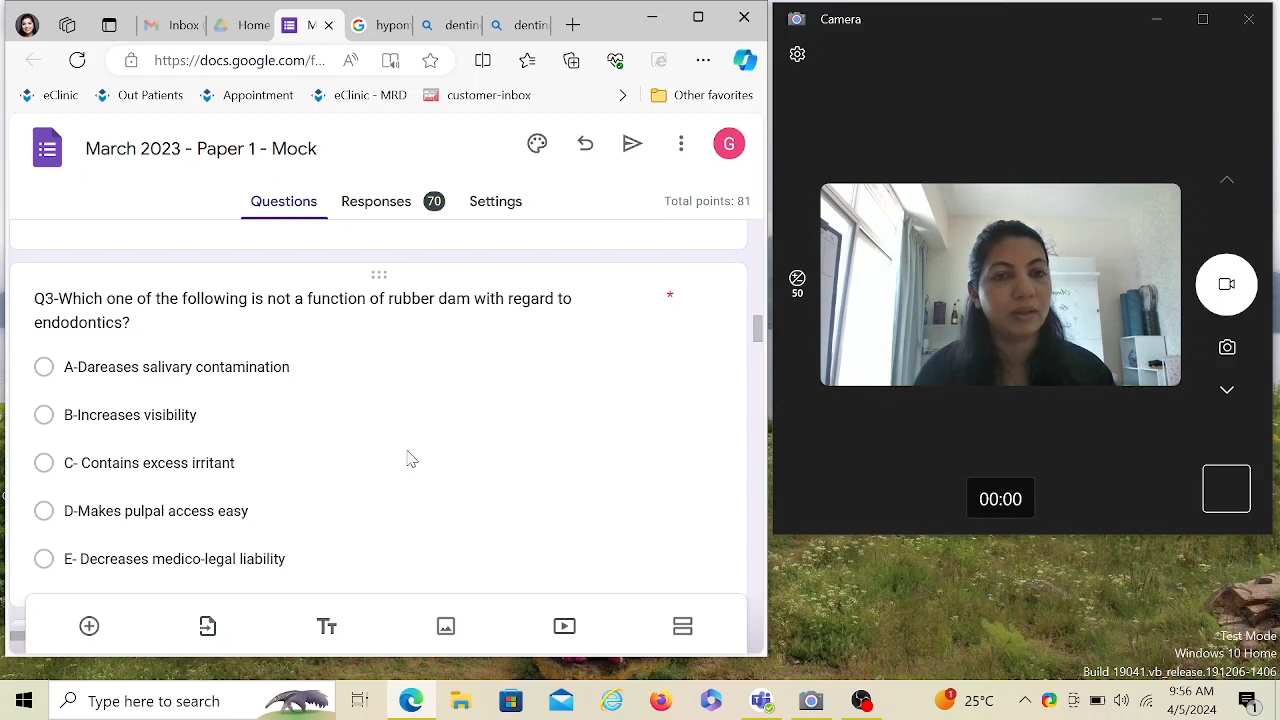 Inbox
Home
M
hypon
dentin
dentin
Camera
https://docs.google.com/f...
eClinic
Out Patients
Appointment
eClinic - MRD
customer-inbox
Other favorites
March 2023 - Paper 1 - Mock
G
Questions
Responses
70
Settings
Total points: 81
Q3-Which one of the following is not a function of rubber dam with regard to
endodontics?
*
A-Dareases salivary contamination
B-Increases visibility
C- Contains excess irritant
D-Makes pulpal access easy
E- Decreases medico-legal liability
50
00:00
Test Mode
Windows 10 Home
Build 19041.vb_release.191206-1406
Type here to search
1
25°C
9:56 AM
4/5/2024
1